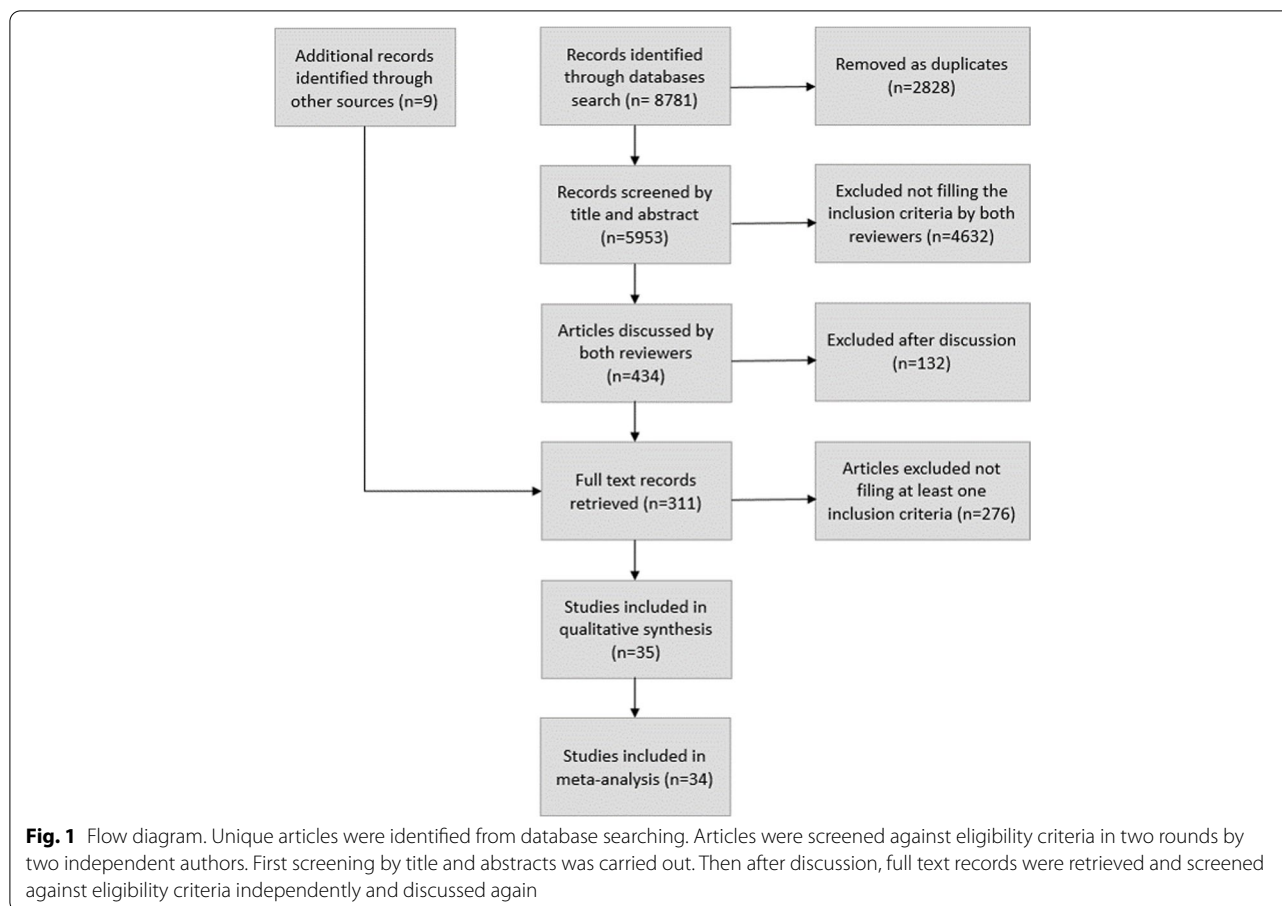 Additional records
identified through
other sources (n=9)
Records identified
through databases
search (n= 8781)
Removed as duplicates
(n=2828)
Records screened by
title and abstract
(n=5953)
Excluded not filling the
inclusion criteria by both
reviewers (n=4632)
Articles discussed by
both reviewers
(n=434)
Excluded after discussion
(n=132)
Full text records
retrieved (n=311)
Articles excluded not
filing at least one
inclusion criteria (n=276)
Studies included in
qualitative synthesis
(n=35)
Studies included in
meta-analysis (n=34)
Fig. 1 Flow diagram. Unique articles were identified from database searching. Articles were screened against eligibility criteria in two rounds by
two independent authors. First screening by title and abstracts was carried out. Then after discussion, full text records were retrieved and screened
against eligibility criteria independently and discussed again